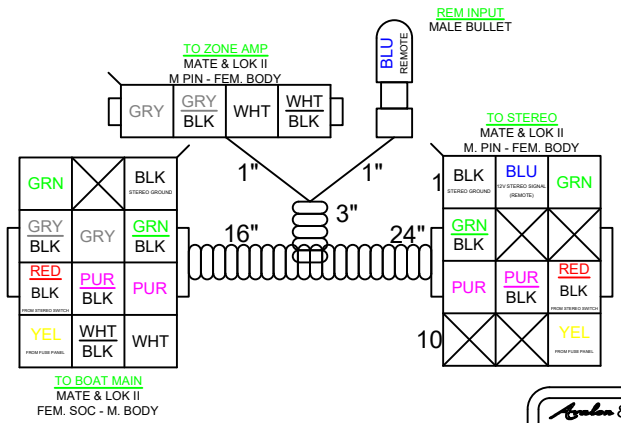 REM INPUT
MALE BULLET
BLU
REMOTE
TO ZONE AMP
MATE & LOK II
M PIN - FEM. BODY
GRY
GRY
BLK
WHT
WHT
BLK
1"
1"
3"
16"
24"
GRN
BLK
STEREO GROUND
GRY
BLK
GRY
GRN
BLK
RED
BLK
FROM STEREO SWITCH
PUR
BLK
PUR
YEL
FROM FUSE PANEL
WHT
BLK
WHT
TO BOAT MAIN
MATE & LOK II
FEM. SOC - M. BODY
TO STEREO
MATE & LOK II
M. PIN - FEM. BODY
1
BLK
STEREO GROUND
BLU
12V STEREO SIGNAL
(REMOTE)
GRN
GRN
BLK
PUR
PUR
BLK
RED
BLK
FROM STEREO SWITCH
10
YEL
FROM FUSE PANEL
Avalon &